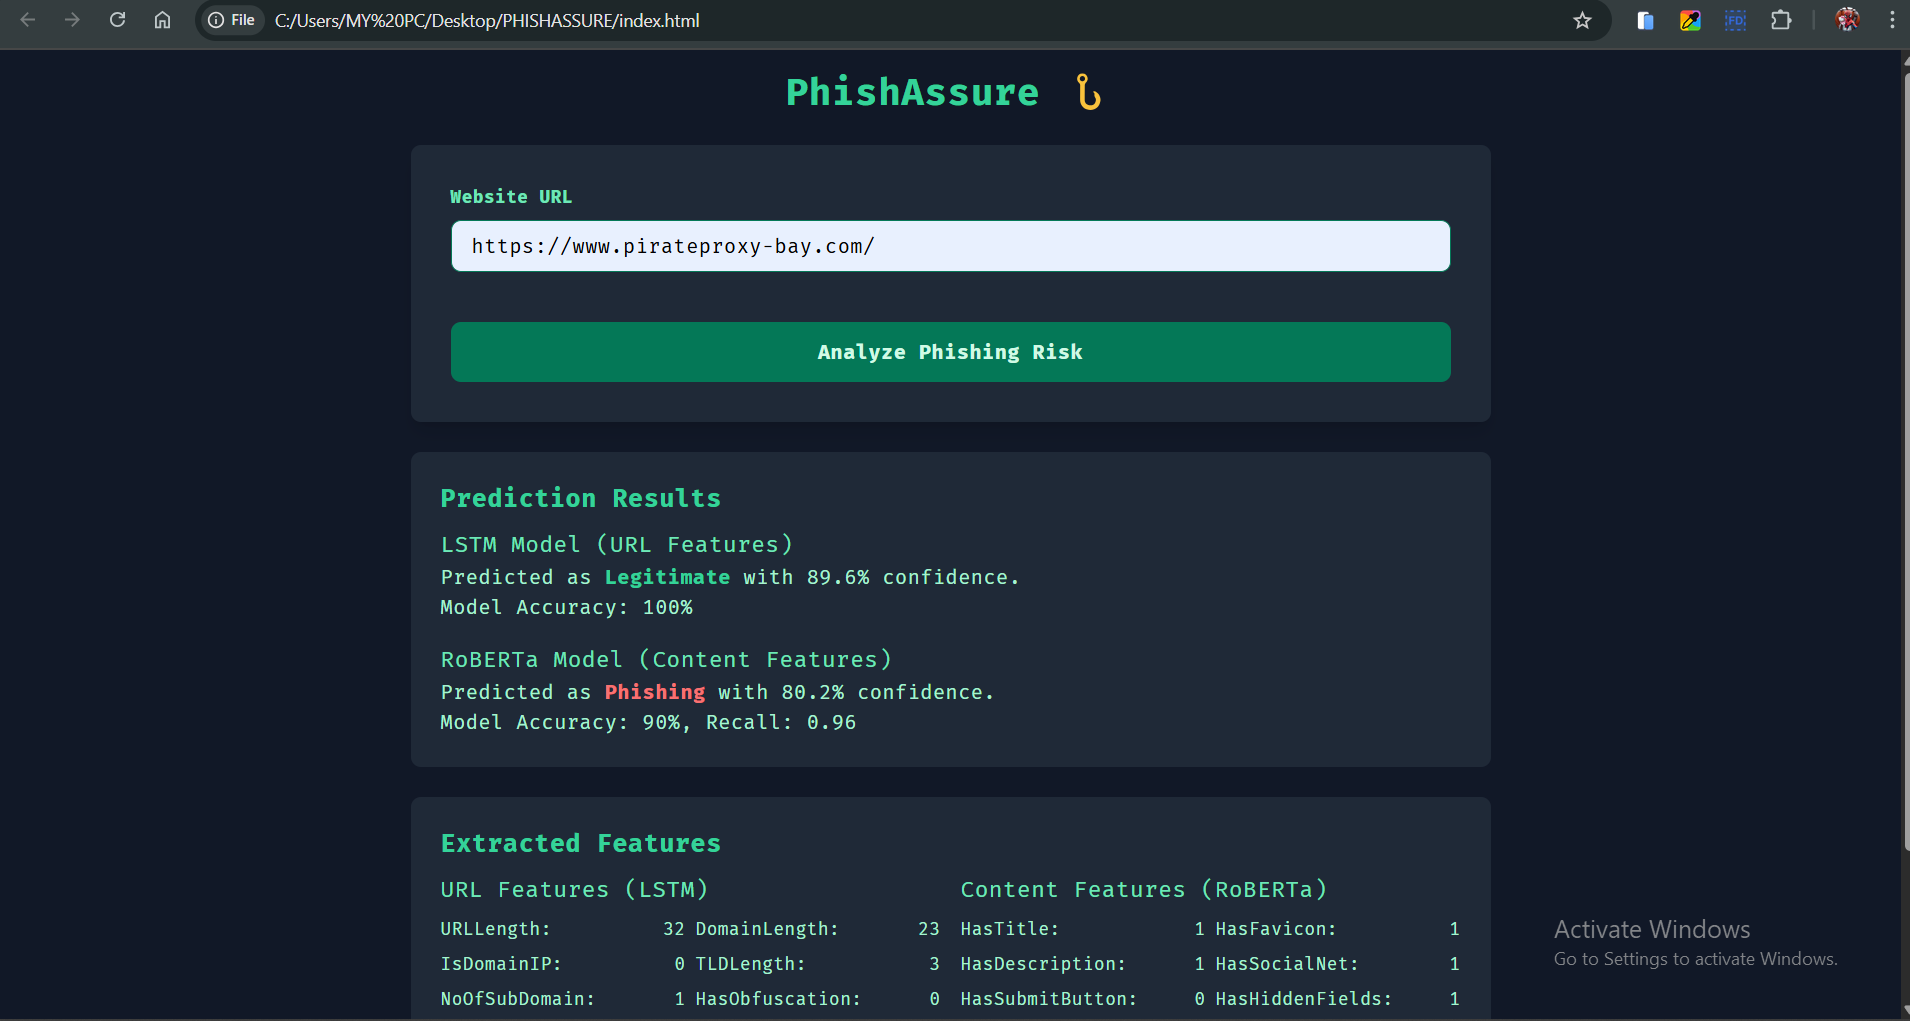 File C:/Users/MY%20PC/Desktop/PHISHASSURE/index.html
FD
PhishAssure
Website URL
https://www.pirateproxy-bay.com/
Analyze Phishing Risk
Prediction Results
LSTM Model (URL Features)
Predicted as Legitimate with 89.6% confidence.
Model Accuracy: 100%
RoBERTa Model (Content Features)
Predicted as Phishing with 80.2% confidence.
Model Accuracy: 90%, Recall: 0.96
Extracted Features
URL Features (LSTM) Content Features (RoBERTa)
URLLength: 32 DomainLength: 23 HasTitle: 1 HasFavicon: 1
IsDomainIP: 0 TLDLength: 3 HasDescription: 1 HasSocialNet: 1
NoOfSubDomain: 1 HasObfuscation: 0 HasSubmitButton: 0 HasHiddenFields: 1
Activate Windows
Go to Settings to activate Windows.